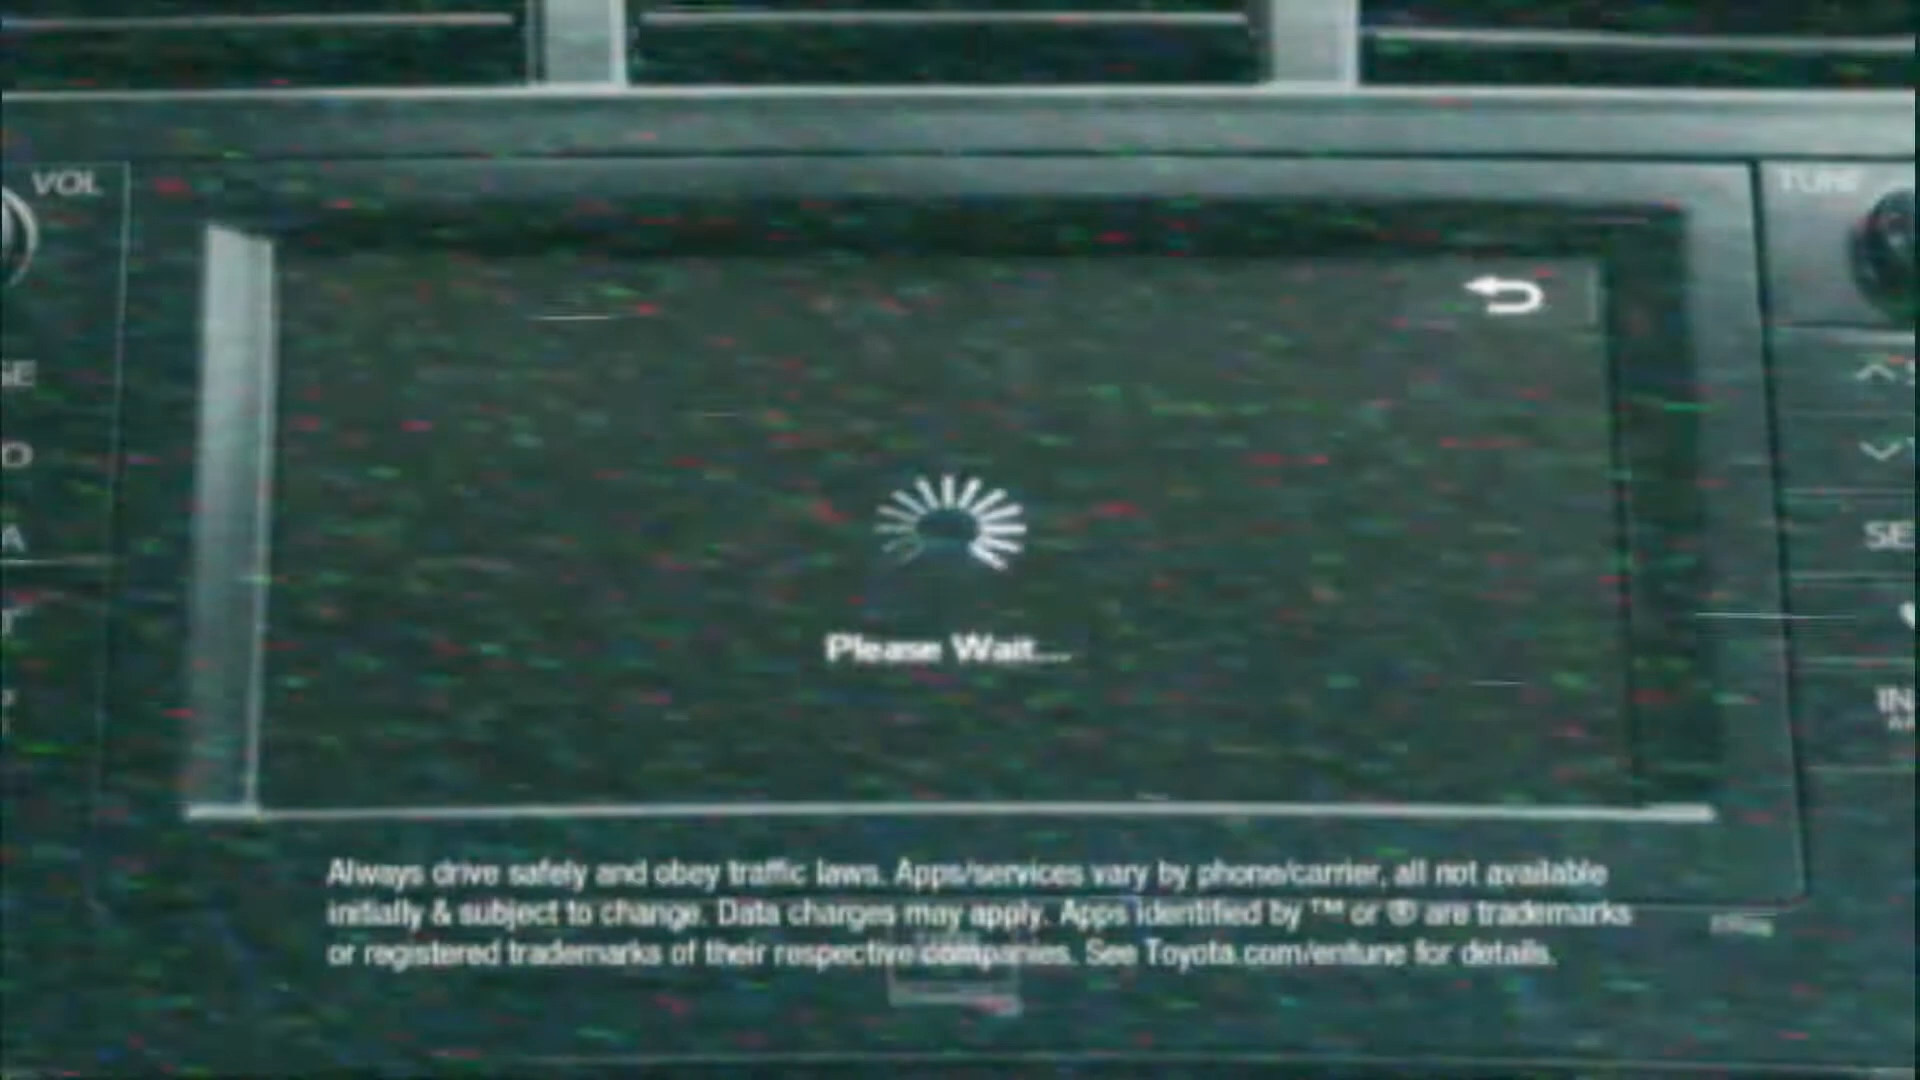 VOL
TUNE
Please Wait...
Always drive safely and obey traffic laws. Apps/services vary by phone/carrier, all not available
initially & subject to change. Data charges may apply. Apps identified by ™ or ® are trademarks
or registered trademarks of their respective companies. See Toyota.com/entune for details.